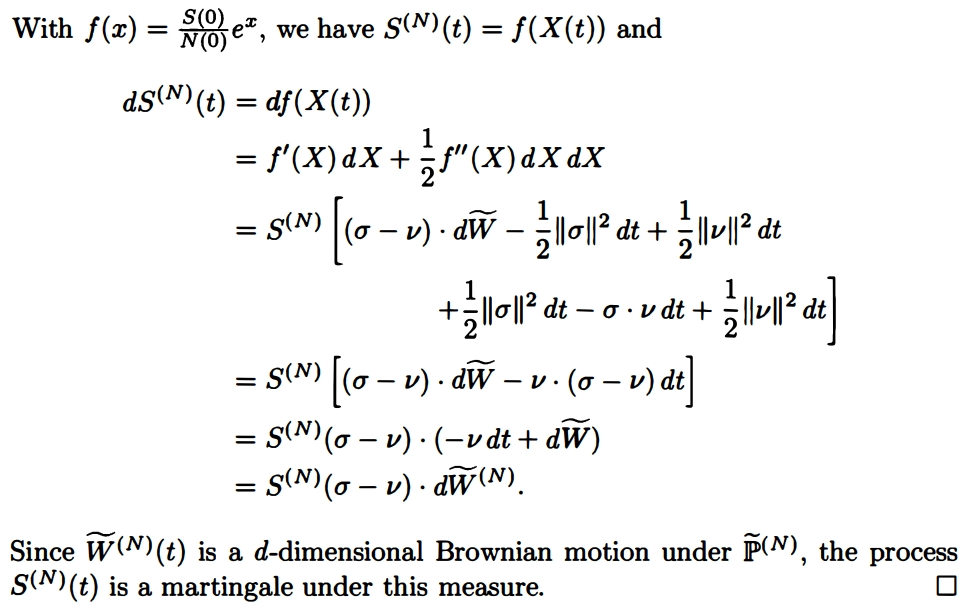 With $f(x) = \frac{S(0)}{N(0)} e^x$, we have $S^{(N)}(t) = f(X(t))$ and
$dS^{(N)}(t) = df(X(t))$
$= f'(X)\,dX + \frac{1}{2} f''(X)\,dX\,dX$
$= S^{(N)} \Big[ (\sigma - \nu) \cdot d\widetilde{W} - \frac{1}{2} \|\sigma\|^2\,dt + \frac{1}{2} \|\nu\|^2\,dt$
$+ \frac{1}{2} \|\sigma\|^2\,dt - \sigma \cdot \nu\,dt + \frac{1}{2} \|\nu\|^2\,dt \Big]$
$= S^{(N)} \Big[ (\sigma - \nu) \cdot d\widetilde{W} - \nu \cdot (\sigma - \nu)\,dt \Big]$
$= S^{(N)} (\sigma - \nu) \cdot (-\nu\,dt + d\widetilde{W})$
$= S^{(N)} (\sigma - \nu) \cdot d\widetilde{W}^{(N)}.$
Since $\widetilde{W}^{(N)}(t)$ is a $d$-dimensional Brownian motion under $\widetilde{\mathbb{P}}^{(N)}$, the process
$S^{(N)}(t)$ is a martingale under this measure. □